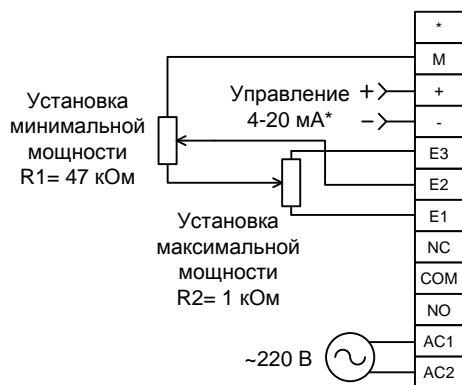 *
M
+
-
E3
E2
E1
NC
COM
NO
AC1
AC2
Установка
минимальной
мощности
R1= 47 кОм
Управление
4-20 мА*
+
−
Установка
максимальной
мощности
R2= 1 кОм
~220 В